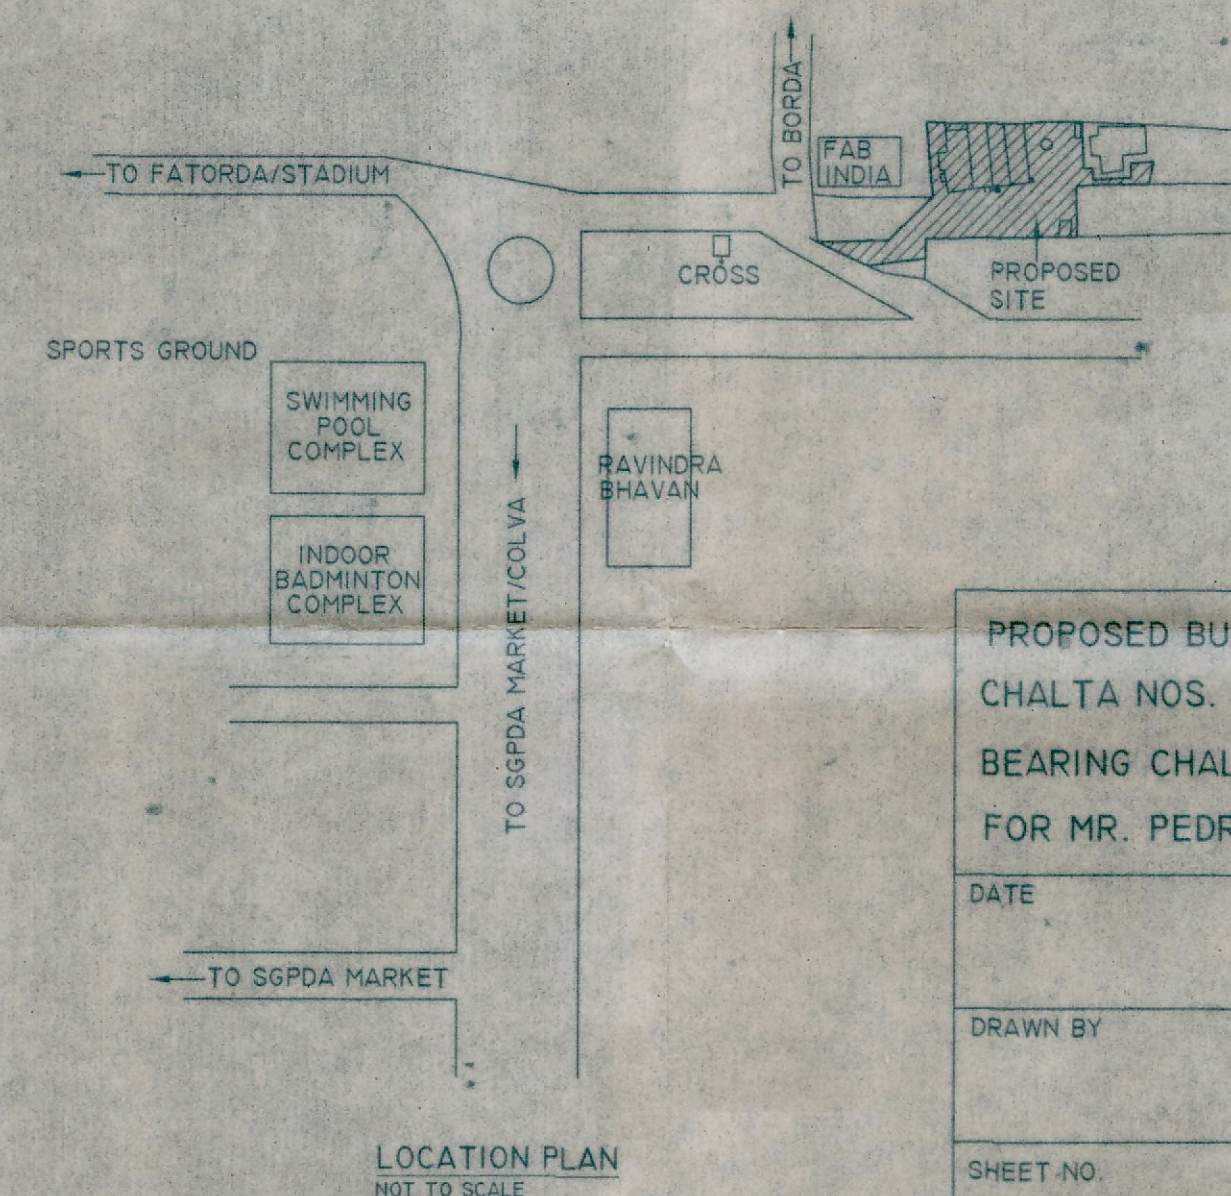 TO BORDA
FAB
INDIA
TO FATORDA/STADIUM
CROSS
PROPOSED
SITE
SPORTS GROUND
SWIMMING
POOL
COMPLEX
RAVINDRA
BHAVAN
INDOOR
BADMINTON
COMPLEX
TO SGPDA MARKET/COLVA
TO SGPDA MARKET
LOCATION PLAN
NOT TO SCALE
PROPOSED BU
CHALTA NOS.
BEARING CHAL
FOR MR. PEDR
DATE
DRAWN BY
SHEET NO.